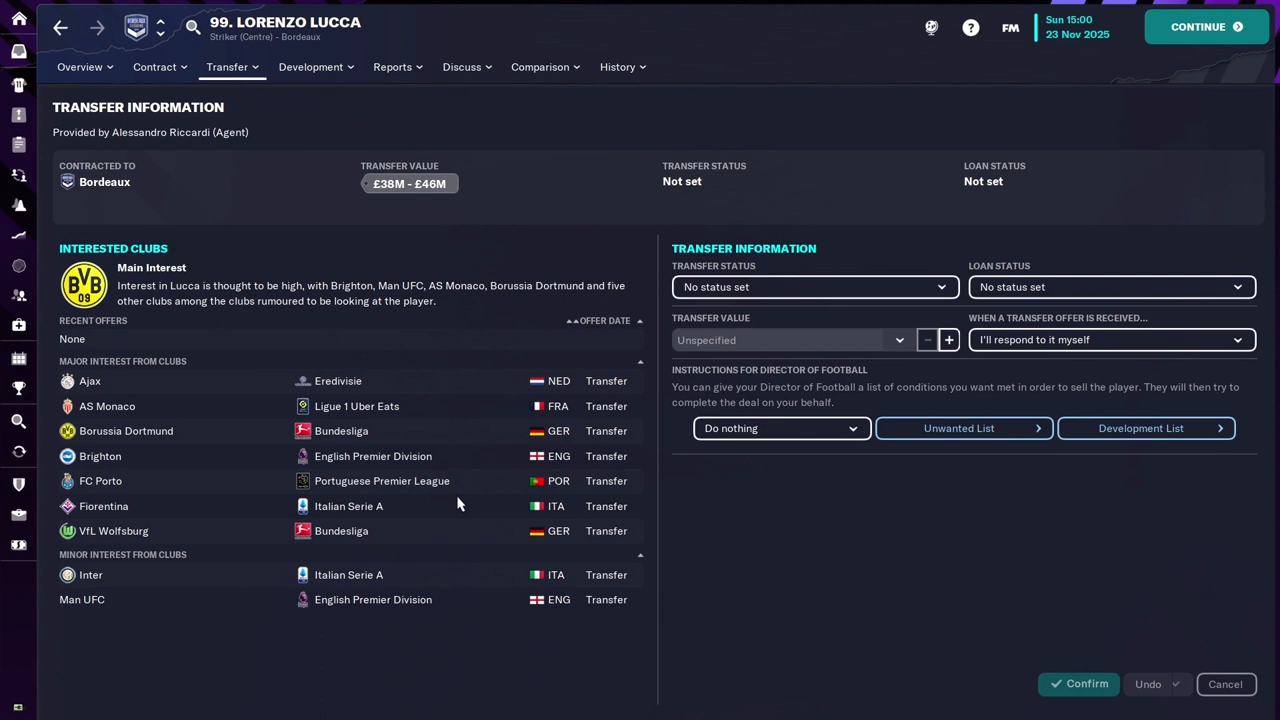 99. LORENZO LUCCA
Striker (Centre) - Bordeaux
FM
Sun 15:00
23 Nov 2025
CONTINUE
Overview
Contract
Transfer
Development
Reports
Discuss
Comparison
History
TRANSFER INFORMATION
Provided by Alessandro Riccardi (Agent)
CONTRACTED TO
Bordeaux
TRANSFER VALUE
£38M - £46M
TRANSFER STATUS
Not set
LOAN STATUS
Not set
INTERESTED CLUBS
BVB
09
Main Interest
Interest in Lucca is thought to be high, with Brighton, Man UFC, AS Monaco, Borussia Dortmund and five
other clubs among the clubs rumoured to be looking at the player.
RECENT OFFERS OFFER DATE
None
MAJOR INTEREST FROM CLUBS
Ajax Eredivisie NED Transfer
AS Monaco Ligue 1 Uber Eats FRA Transfer
Borussia Dortmund Bundesliga GER Transfer
Brighton English Premier Division ENG Transfer
FC Porto Portuguese Premier League POR Transfer
Fiorentina Italian Serie A ITA Transfer
VfL Wolfsburg Bundesliga GER Transfer
MINOR INTEREST FROM CLUBS
Inter Italian Serie A ITA Transfer
Man UFC English Premier Division ENG Transfer
TRANSFER INFORMATION
TRANSFER STATUS
No status set
LOAN STATUS
No status set
TRANSFER VALUE
Unspecified
WHEN A TRANSFER OFFER IS RECEIVED...
I'll respond to it myself
INSTRUCTIONS FOR DIRECTOR OF FOOTBALL
You can give your Director of Football a list of conditions you want met in order to sell the player. They will then try to
complete the deal on your behalf.
Do nothing
Unwanted List
Development List
Confirm
Undo
Cancel